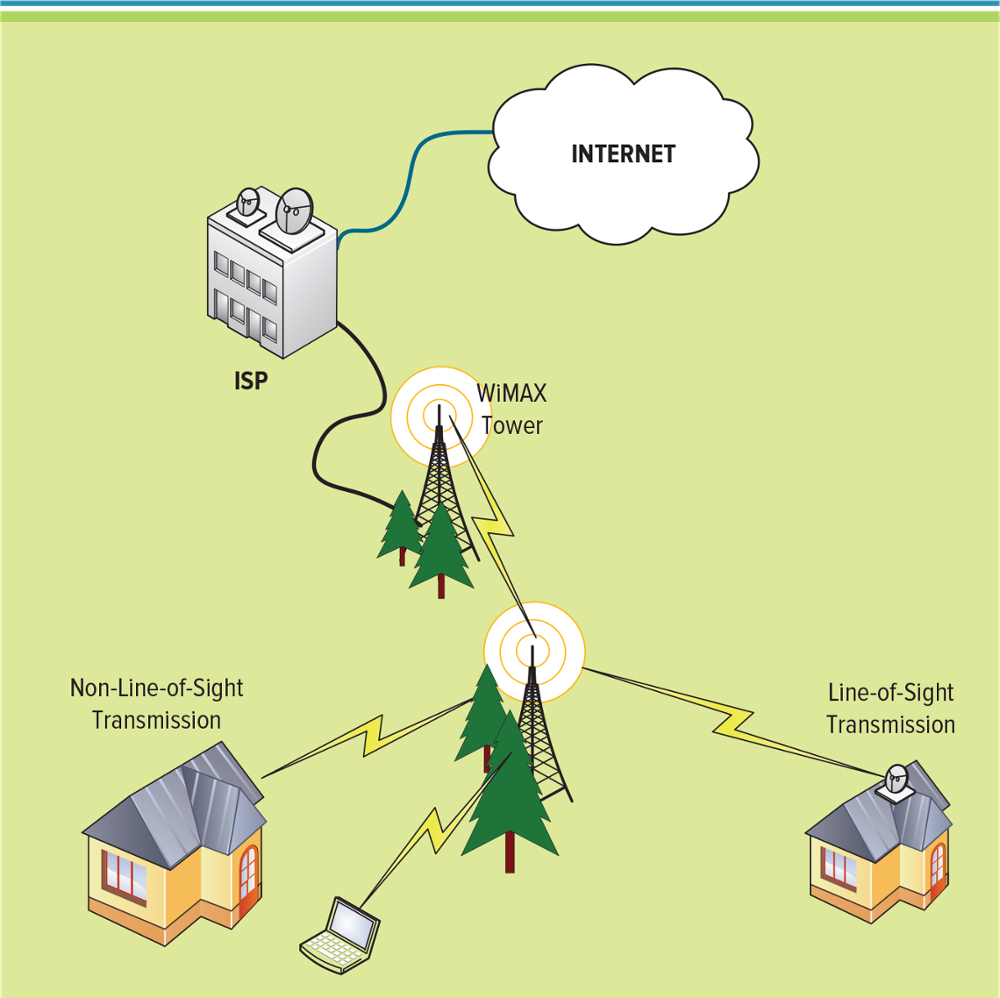 INTERNET
ISP
WiMAX
Tower
Non-Line-of-Sight
Transmission
Line-of-Sight
Transmission